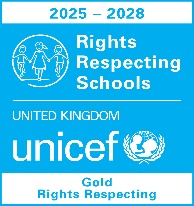 2025 – 2028
Rights
Respecting
Schools
UNITED KINGDOM
unicef
Gold
Rights Respecting